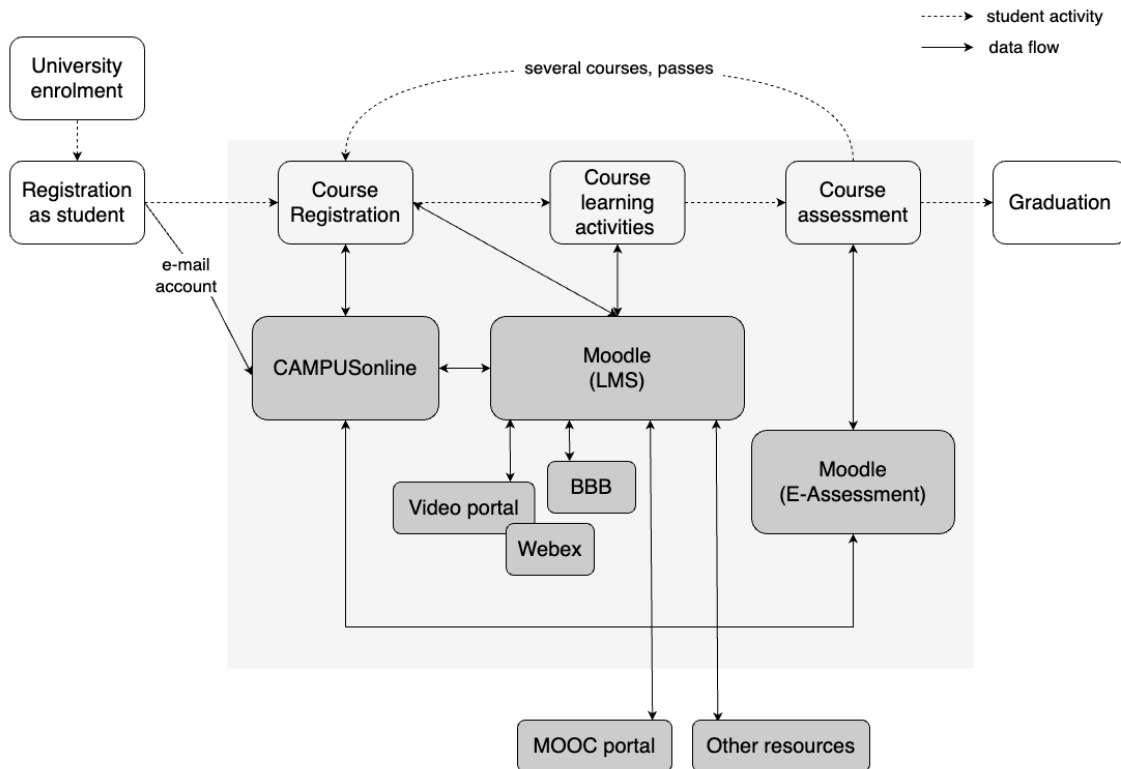 student activity
data flow
University
enrolment
several courses, passes
Registration
as student
Course
Registration
Course
learning
activities
Course
assessment
Graduation
e-mail
account
CAMPUSonline
Moodle
(LMS)
Moodle
(E-Assessment)
BBB
Video portal
Webex
MOOC portal
Other resources